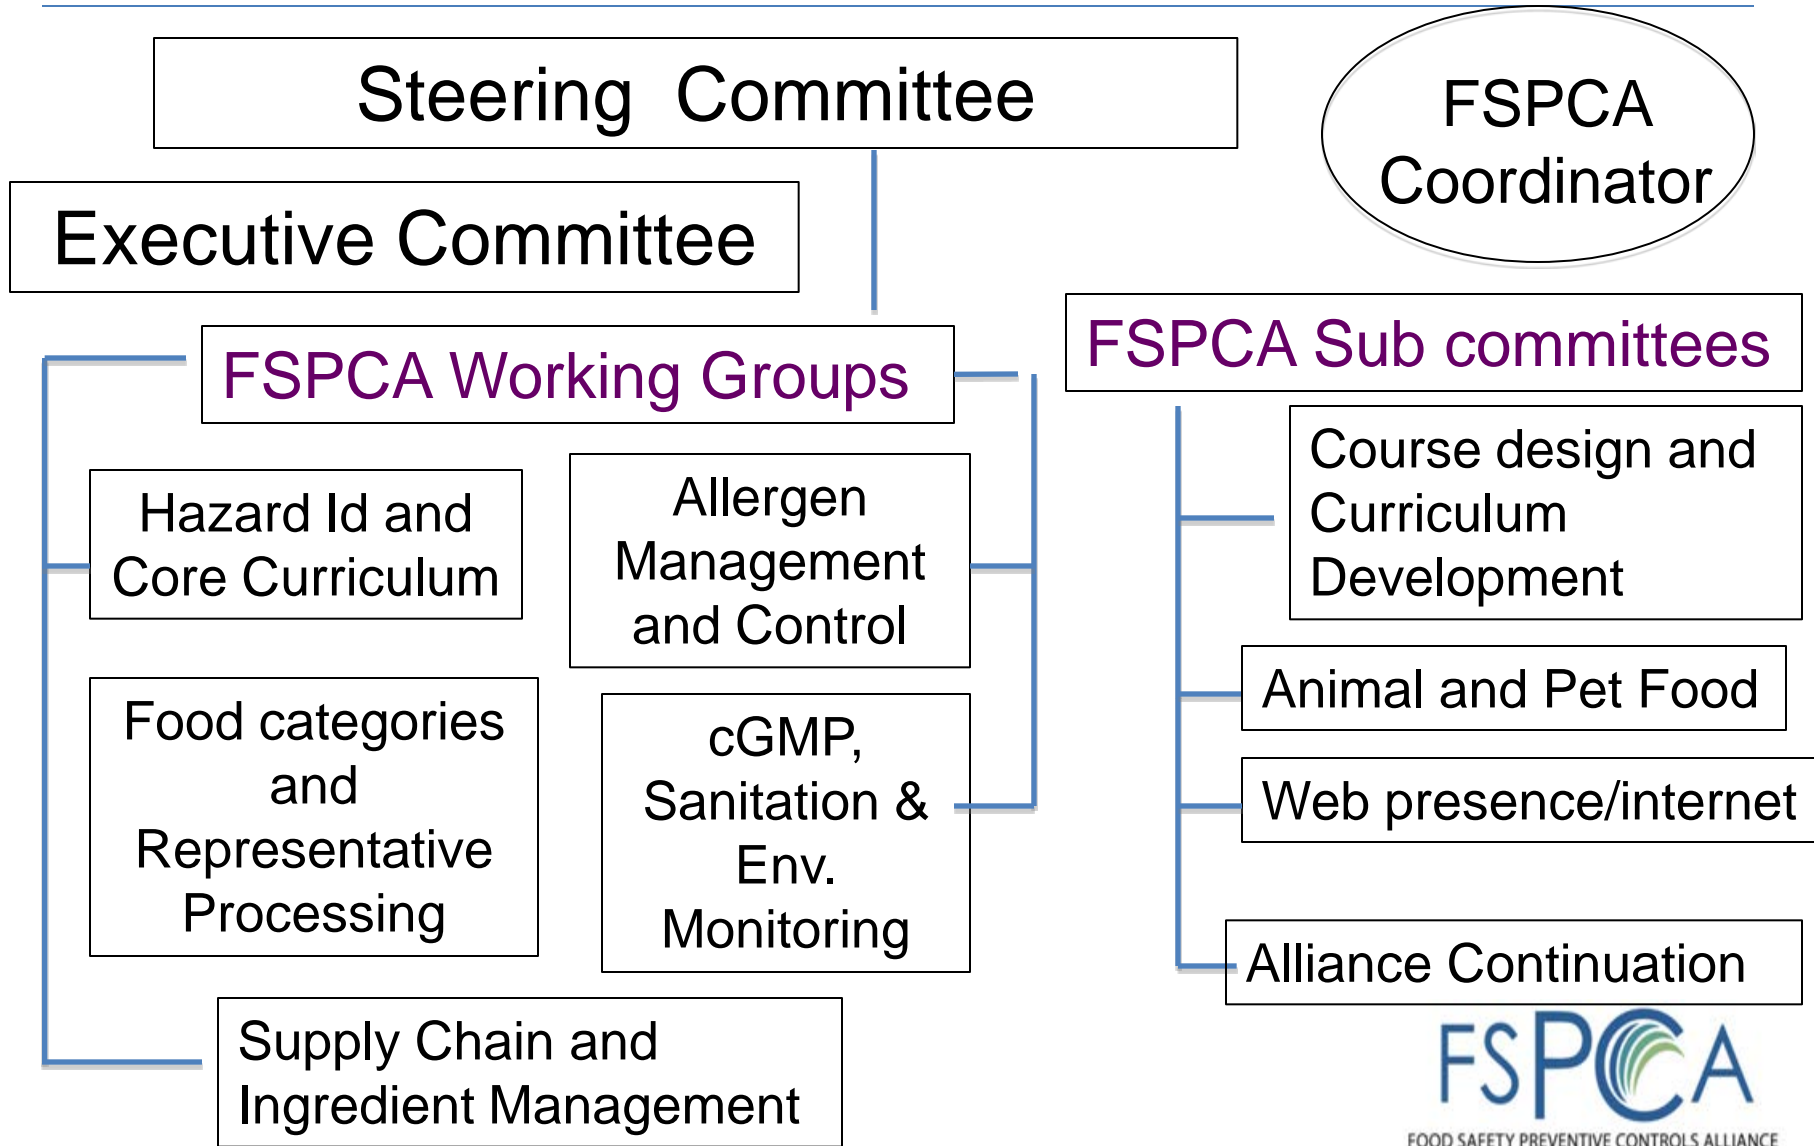 Steering Committee
FSPCA
Coordinator
Executive Committee
FSPCA Working Groups
FSPCA Sub committees
Hazard Id and
Core Curriculum
Allergen
Management
and Control
Food categories
and
Representative
Processing
cGMP,
Sanitation &
Env.
Monitoring
Supply Chain and
Ingredient Management
Course design and
Curriculum
Development
Animal and Pet Food
Web presence/internet
Alliance Continuation
FSPCA
FOOD SAFETY PREVENTIVE CONTROLS ALLIANCE